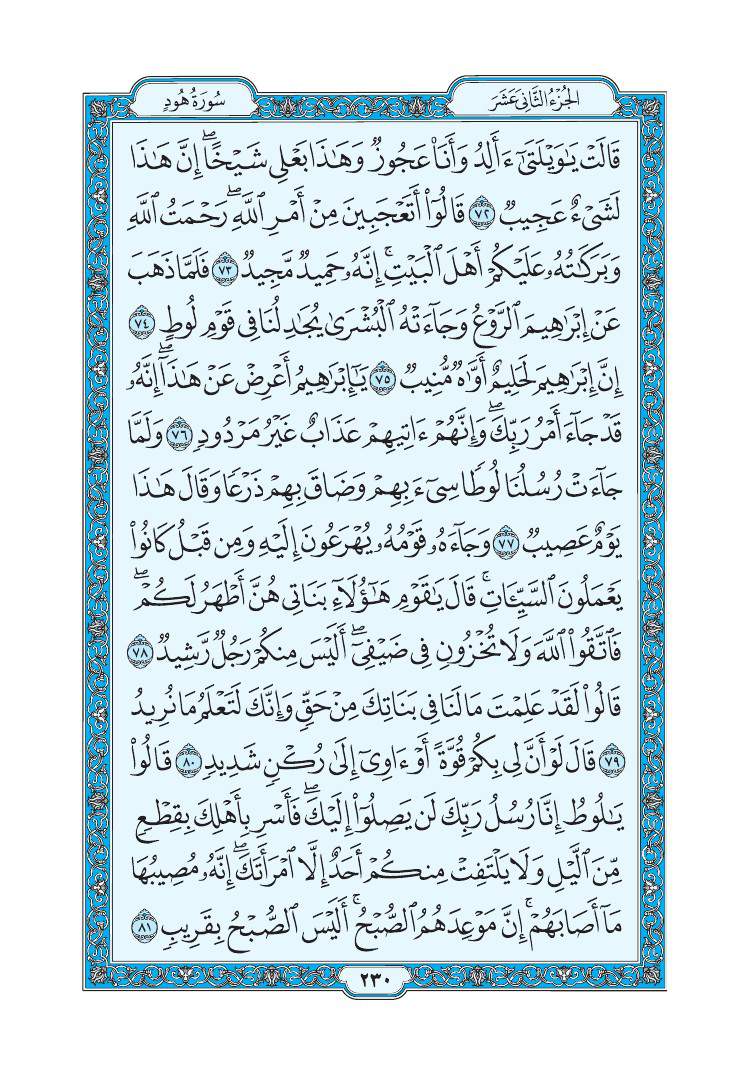 الجُزْءُ الثَّانِي عَشَرَ
سُورَةُ هُودٍ
قَالَتْ يَٰوَيْلَتَىٰٓ ءَأَلِدُ وَأَنَا۠ عَجُوزٌ وَهَٰذَا بَعْلِى شَيْخًا ۖ إِنَّ هَٰذَا
لَشَىْءٌ عَجِيبٌ ٧٢ قَالُوٓا۟ أَتَعْجَبِينَ مِنْ أَمْرِ ٱللَّهِ ۖ رَحْمَتُ ٱللَّهِ
وَبَرَكَٰتُهُۥ عَلَيْكُمْ أَهْلَ ٱلْبَيْتِ ۚ إِنَّهُۥ حَمِيدٌ مَّجِيدٌ ٧٣ فَلَمَّا ذَهَبَ
عَنْ إِبْرَٰهِيمَ ٱلرَّوْعُ وَجَآءَتْهُ ٱلْبُشْرَىٰ يُجَٰدِلُنَا فِى قَوْمِ لُوطٍ ٧٤
إِنَّ إِبْرَٰهِيمَ لَحَلِيمٌ أَوَّٰهٌ مُّنِيبٌ ٧٥ يَٰٓإِبْرَٰهِيمُ أَعْرِضْ عَنْ هَٰذَآ ۖ إِنَّهُۥ
قَدْ جَآءَ أَمْرُ رَبِّكَ ۖ وَإِنَّهُمْ ءَاتِيهِمْ عَذَابٌ غَيْرُ مَرْدُودٍ ٧٦ وَلَمَّا
جَآءَتْ رُسُلُنَا لُوطًا سِىٓءَ بِهِمْ وَضَاقَ بِهِمْ ذَرْعًا وَقَالَ هَٰذَا
يَوْمٌ عَصِيبٌ ٧٧ وَجَآءَهُۥ قَوْمُهُۥ يُهْرَعُونَ إِلَيْهِ وَمِن قَبْلُ كَانُوا۟
يَعْمَلُونَ ٱلسَّيِّـَٔاتِ ۚ قَالَ يَٰقَوْمِ هَٰٓؤُلَآءِ بَنَاتِى هُنَّ أَطْهَرُ لَكُمْ ۖ
فَٱتَّقُوا۟ ٱللَّهَ وَلَا تُخْزُونِ فِى ضَيْفِىٓ ۖ أَلَيْسَ مِنكُمْ رَجُلٌ رَّشِيدٌ ٧٨
قَالُوا۟ لَقَدْ عَلِمْتَ مَا لَنَا فِى بَنَاتِكَ مِنْ حَقٍّ وَإِنَّكَ لَتَعْلَمُ مَا نُرِيدُ
٧٩ قَالَ لَوْ أَنَّ لِى بِكُمْ قُوَّةً أَوْ ءَاوِىٓ إِلَىٰ رُكْنٍ شَدِيدٍ ٨٠ قَالُوا۟
يَٰلُوطُ إِنَّا رُسُلُ رَبِّكَ لَن يَصِلُوٓا۟ إِلَيْكَ ۖ فَأَسْرِ بِأَهْلِكَ بِقِطْعٍ
مِّنَ ٱلَّيْلِ وَلَا يَلْتَفِتْ مِنكُمْ أَحَدٌ إِلَّا ٱمْرَأَتَكَ ۖ إِنَّهُۥ مُصِيبُهَا
مَآ أَصَابَهُمْ ۚ إِنَّ مَوْعِدَهُمُ ٱلصُّبْحُ ۚ أَلَيْسَ ٱلصُّبْحُ بِقَرِيبٍ ٨١
٢٣٠